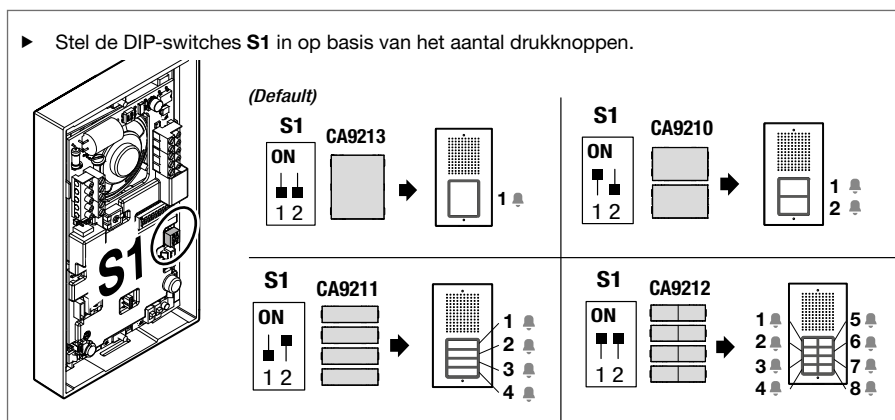 ► Stel de DIP-switches S1 in op basis van het aantal drukknoppen.
S1
(Default)
S1
CA9213
ON
1 2
1
S1
CA9210
ON
1 2
1
2
S1
CA9211
ON
1 2
1
2
3
4
S1
CA9212
ON
1 2
1
2
3
4
5
6
7
8